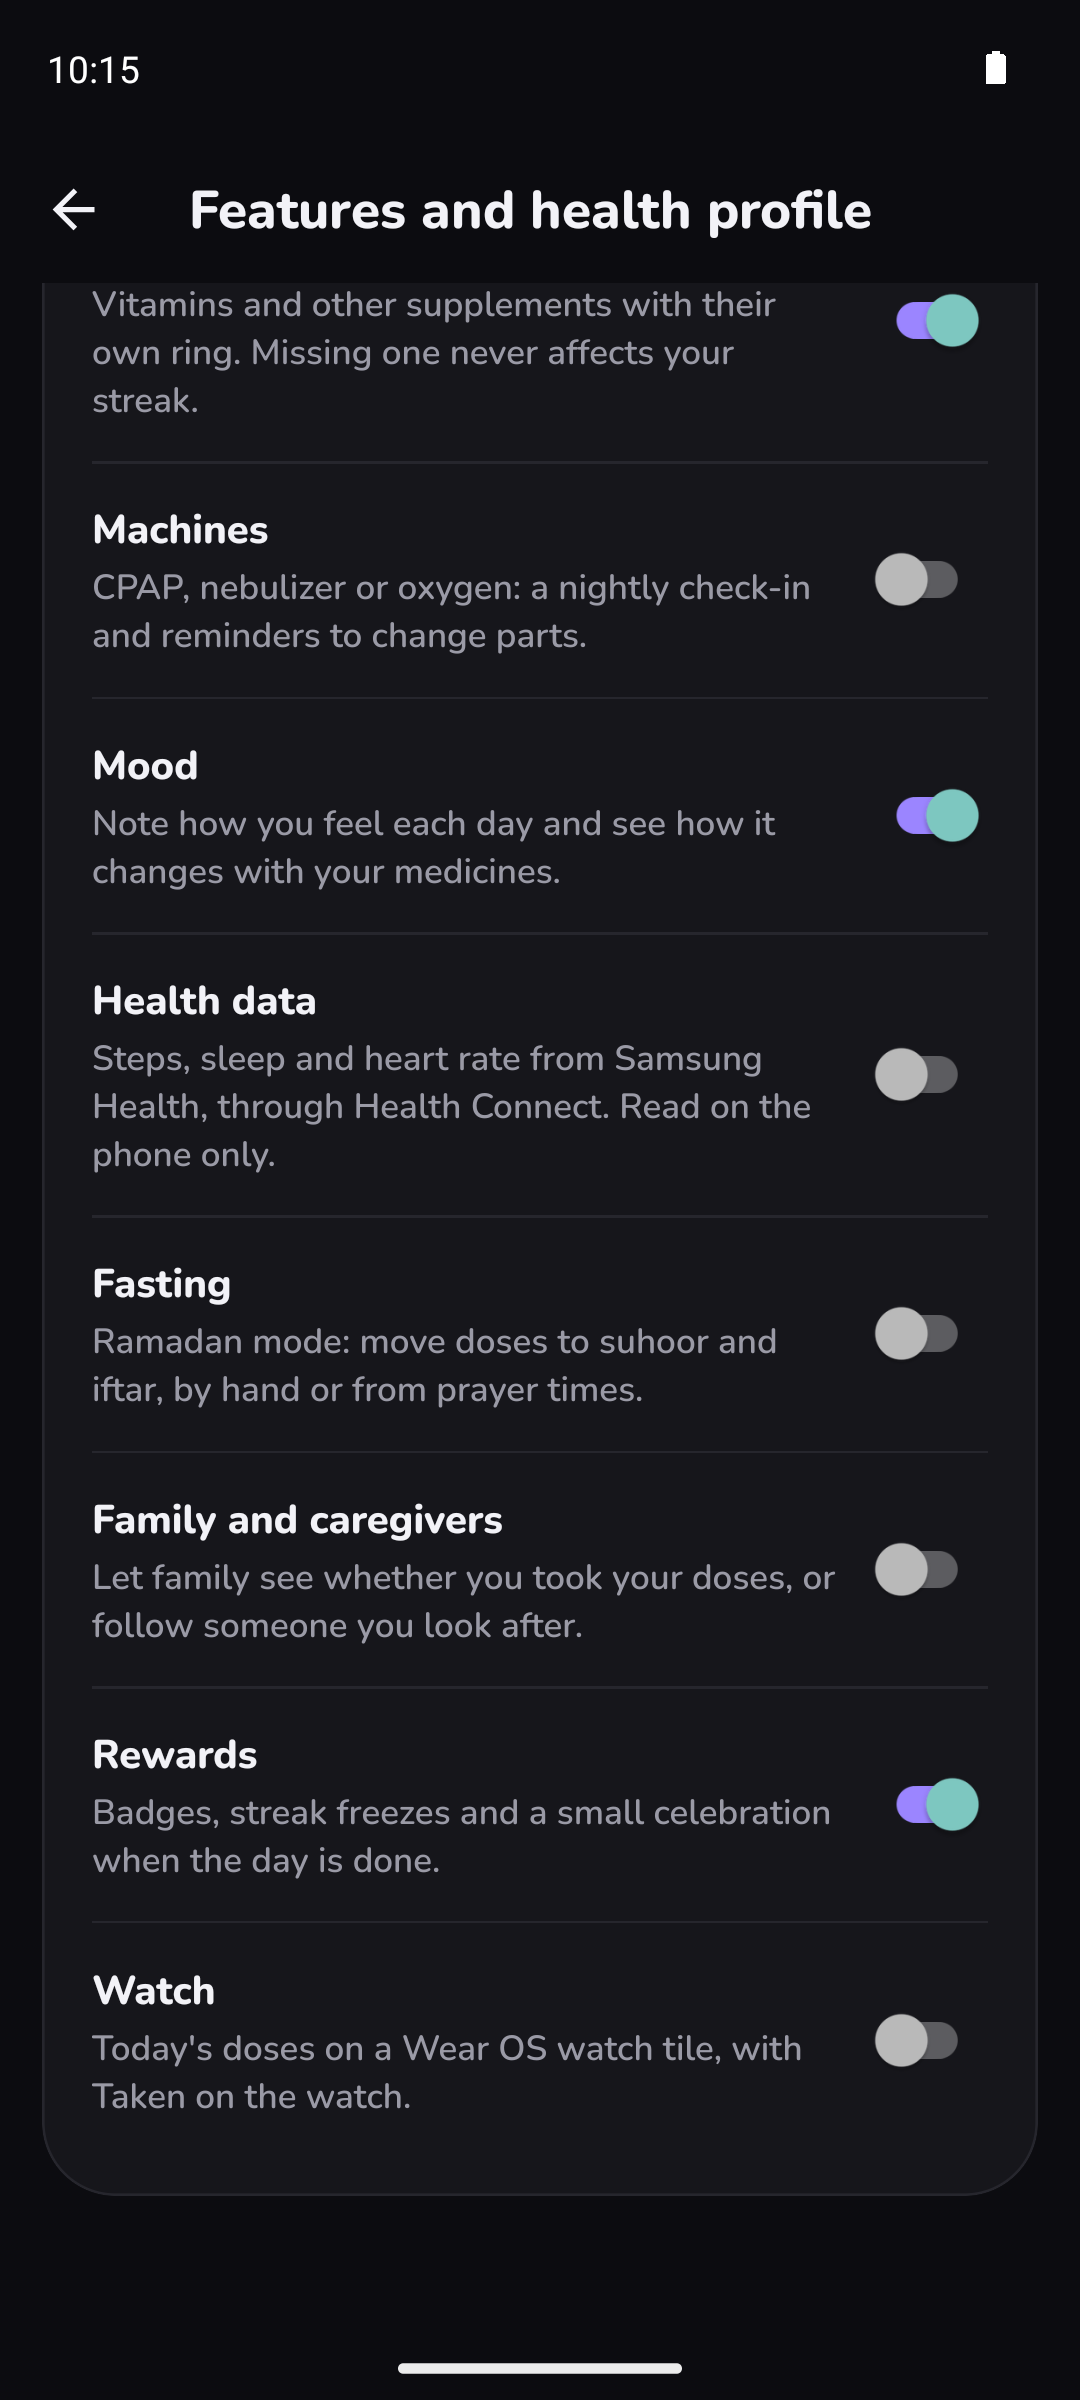 10:15
Features and health profile
Vitamins and other supplements with their
own ring. Missing one never affects your
streak.
Machines
CPAP, nebulizer or oxygen: a nightly check-in
and reminders to change parts.
Mood
Note how you feel each day and see how it
changes with your medicines.
Health data
Steps, sleep and heart rate from Samsung
Health, through Health Connect. Read on the
phone only.
Fasting
Ramadan mode: move doses to suhoor and
iftar, by hand or from prayer times.
Family and caregivers
Let family see whether you took your doses, or
follow someone you look after.
Rewards
Badges, streak freezes and a small celebration
when the day is done.
Watch
Today's doses on a Wear OS watch tile, with
Taken on the watch.